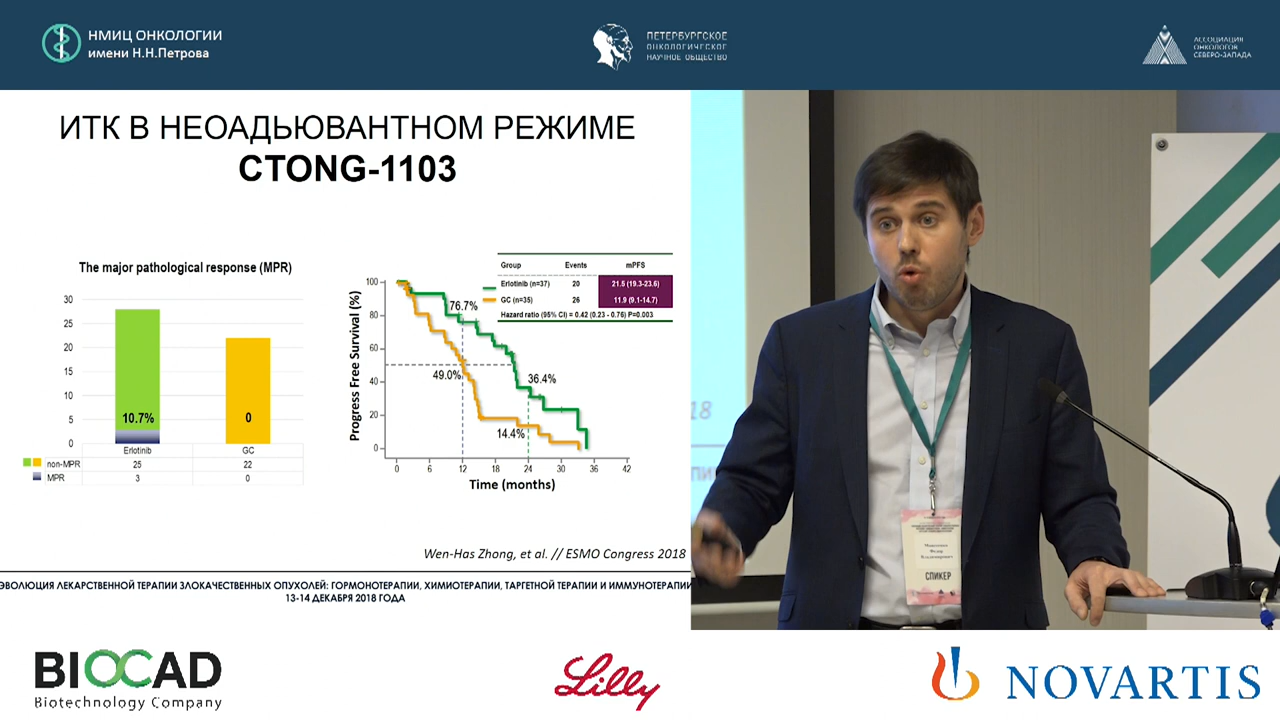 НМИЦ ОНКОЛОГИИ
имени Н.Н.Петрова
ПЕТЕРБУРГСКОЕ
ОНКОЛОГИЧЕСКОЕ
НАУЧНОЕ ОБЩЕСТВО
АССОЦИАЦИЯ
ОНКОЛОГОВ
СЕВЕРО-ЗАПАДА
ИТК В НЕОАДЬЮВАНТНОМ РЕЖИМЕ
CTONG-1103
The major pathological response (MPR)
30
25
20
15
10
5
0
10.7%
0
Erlotinib GC
non-MPR 25 22
MPR 3 0
Group Events mPFS
Erlotinib (n=37) 20 21.5 (19.3-23.6)
GC (n=35) 26 11.9 (9.1-14.7)
Hazard ratio (95% CI) = 0.42 (0.23 - 0.76) P=0.003
Progress Free Survival (%)
100
80
60
40
20
0
76.7%
49.0%
36.4%
14.4%
0 6 12 18 24 30 36 42
Time (months)
Wen-Has Zhong, et al. // ESMO Congress 2018
ЭВОЛЮЦИЯ ЛЕКАРСТВЕННОЙ ТЕРАПИИ ЗЛОКАЧЕСТВЕННЫХ ОПУХОЛЕЙ: ГОРМОНОТЕРАПИИ, ХИМИОТЕРАПИИ, ТАРГЕТНОЙ ТЕРАПИИ И ИММУНОТЕРАПИИ
13-14 ДЕКАБРЯ 2018 ГОДА
18
СПИКЕР
BIOCAD
Biotechnology Company
Lilly
NOVARTIS